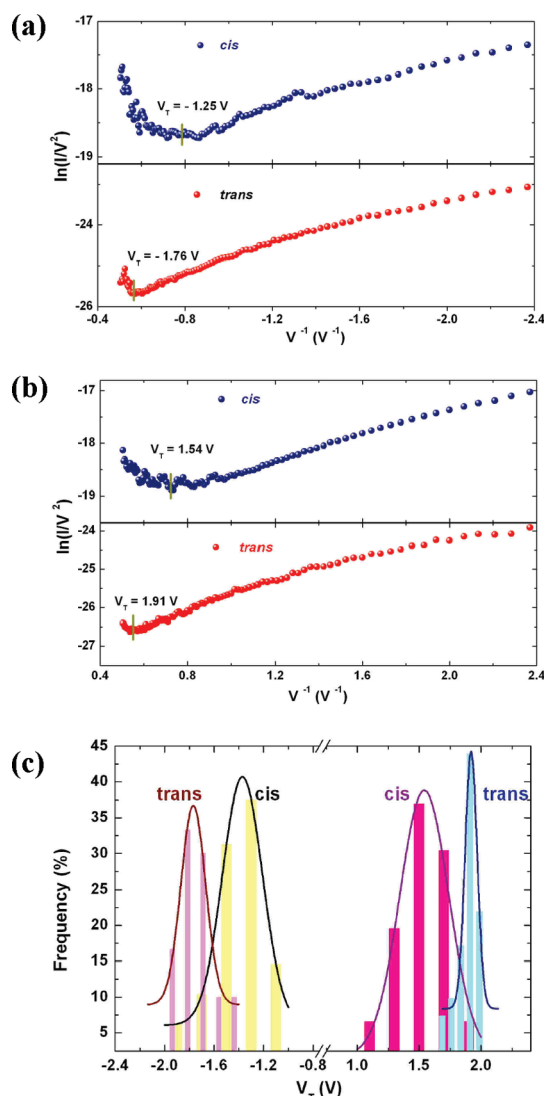 (a)
-17
cis
-18
V_T = - 1.25 V
-19
ln(I/V²)
trans
-24
V_T = - 1.76 V
-26
-0.4 -0.8 -1.2 -1.6 -2.0 -2.4
V⁻¹ (V⁻¹)
(b)
-17
cis
-18
V_T = 1.54 V
-19
ln(I/V²)
-24
trans
-25
V_T = 1.91 V
-26
-27
0.4 0.8 1.2 1.6 2.0 2.4
V⁻¹ (V⁻¹)
(c)
45
trans cis cis trans
40
35
30
25
20
15
10
5
Frequency (%)
-2.4 -2.0 -1.6 -1.2 -0.8 1.0 1.5 2.0
V_T (V)